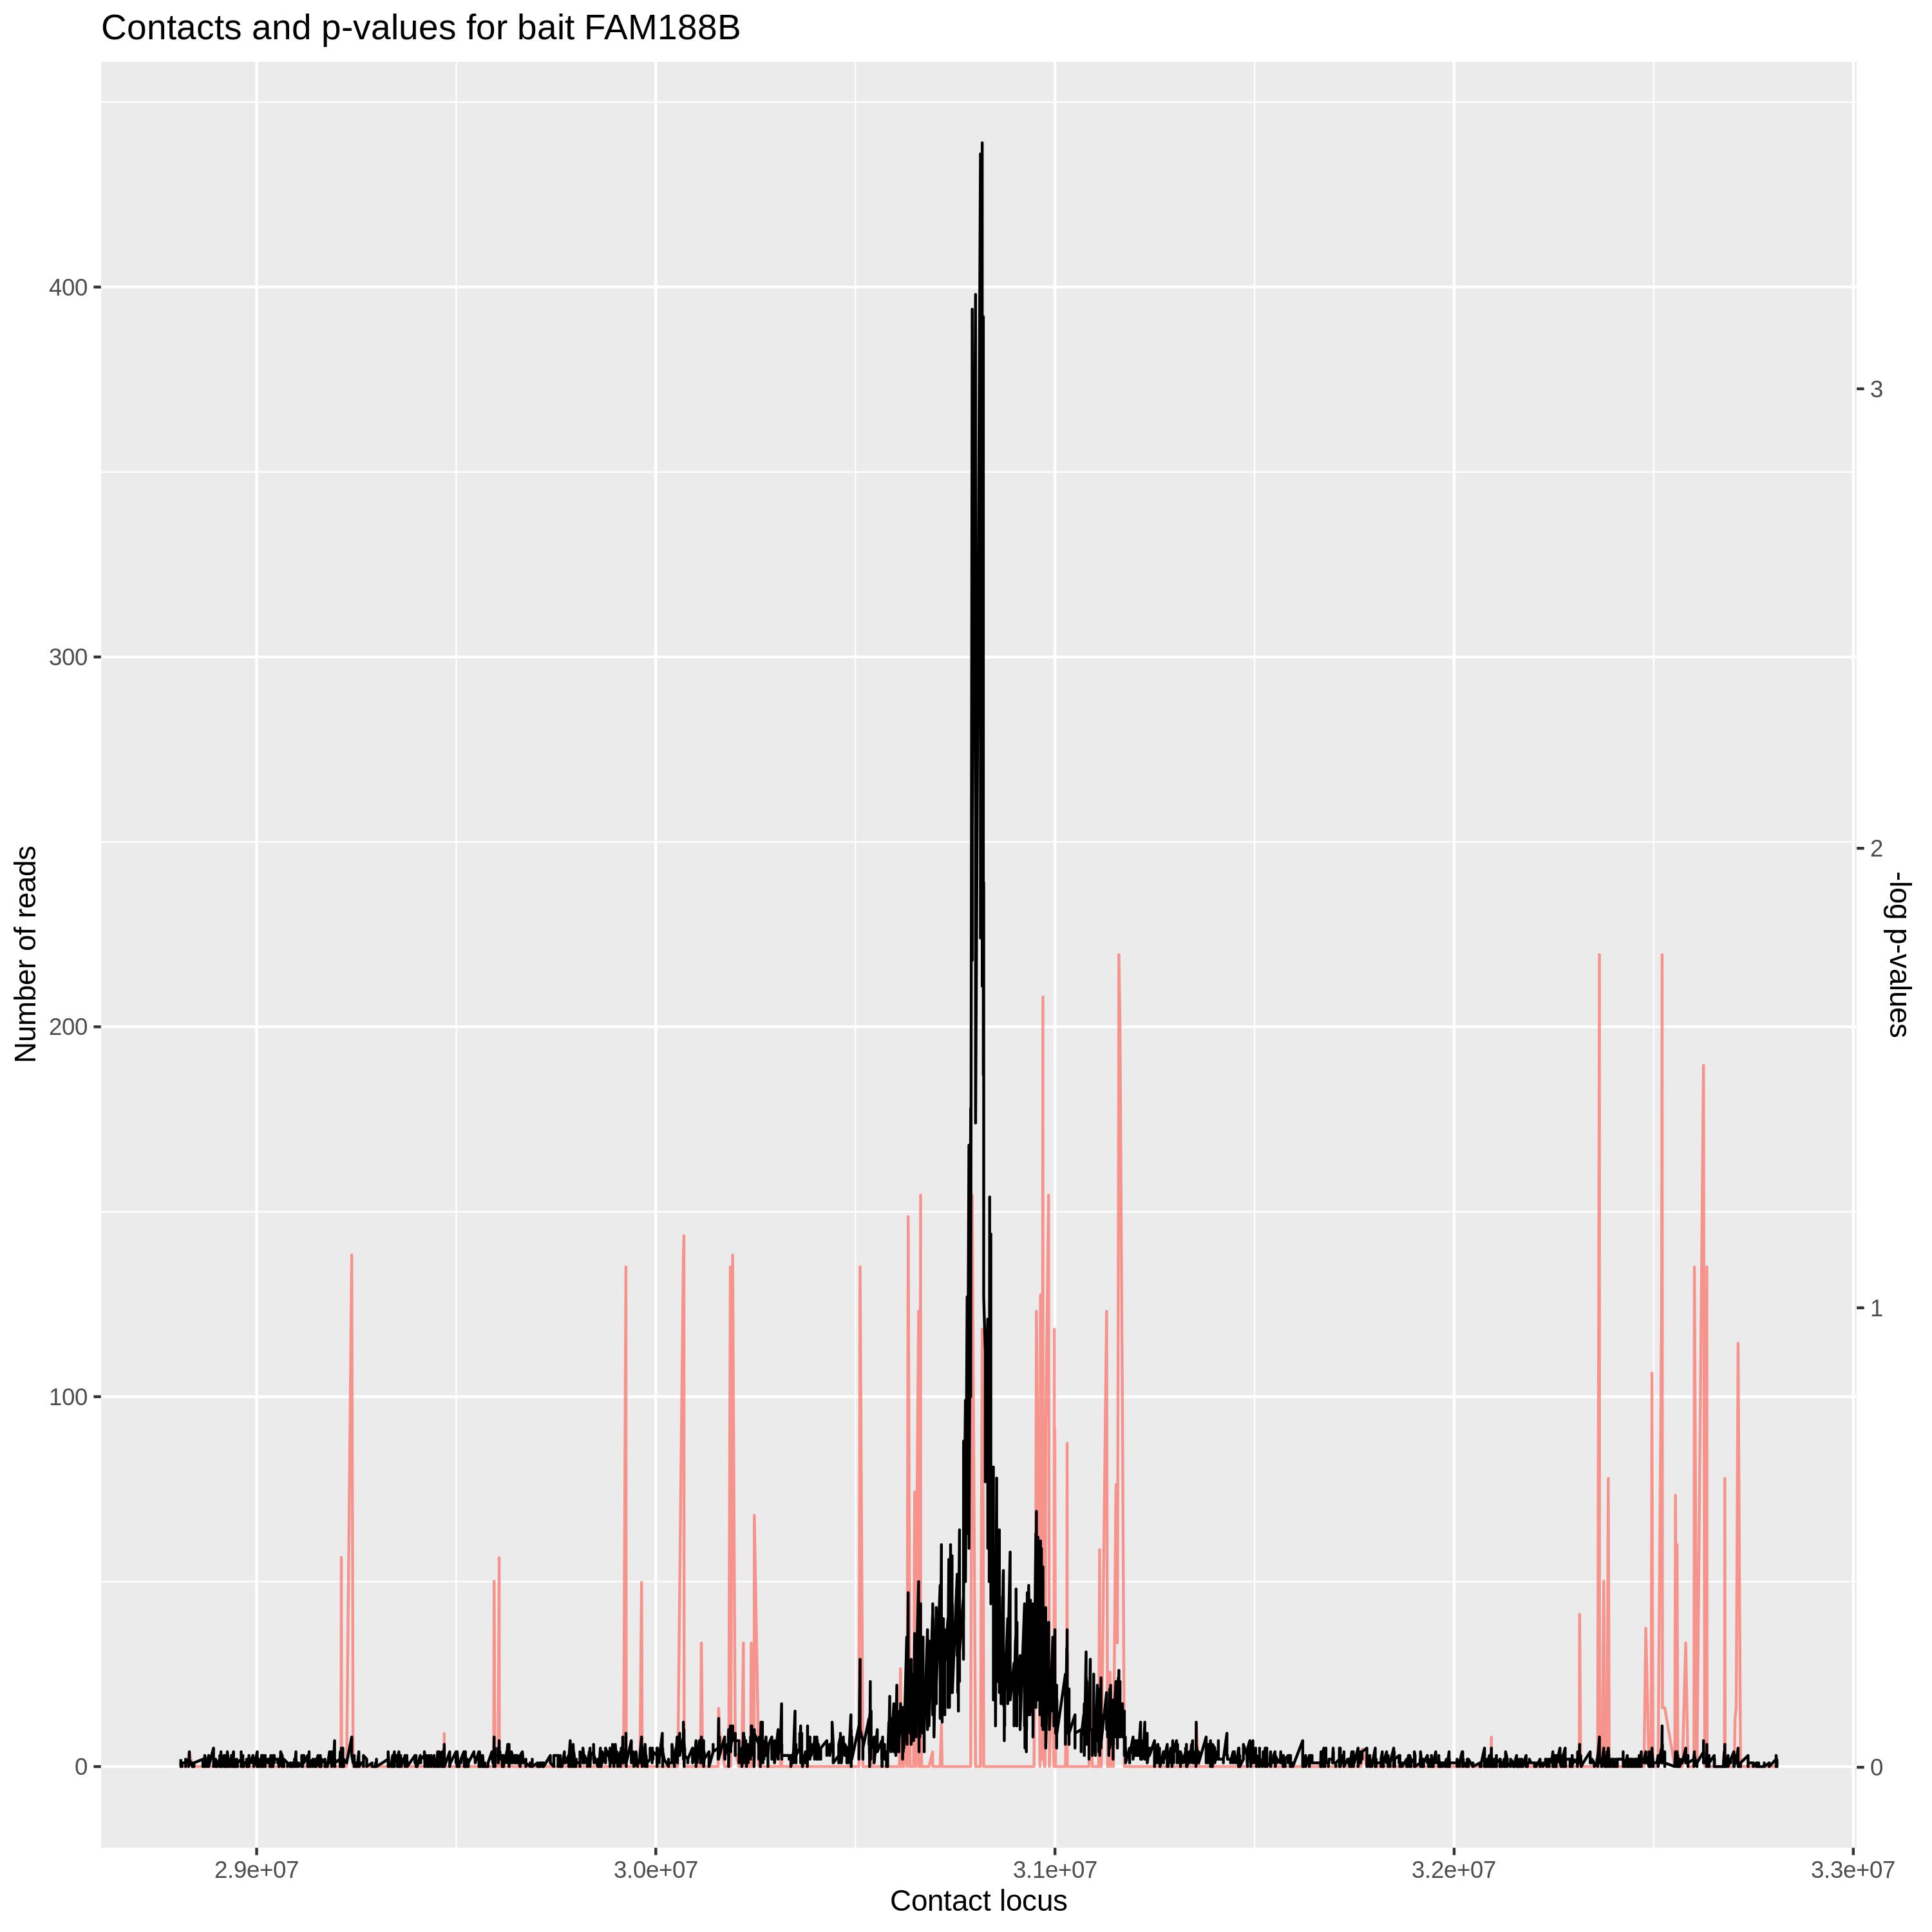 Contacts and p-values for bait FAM188B
Number of reads
400
300
200
100
0
3
2
1
0
-log p-values
2.9e+07
3.0e+07
3.1e+07
3.2e+07
3.3e+07
Contact locus